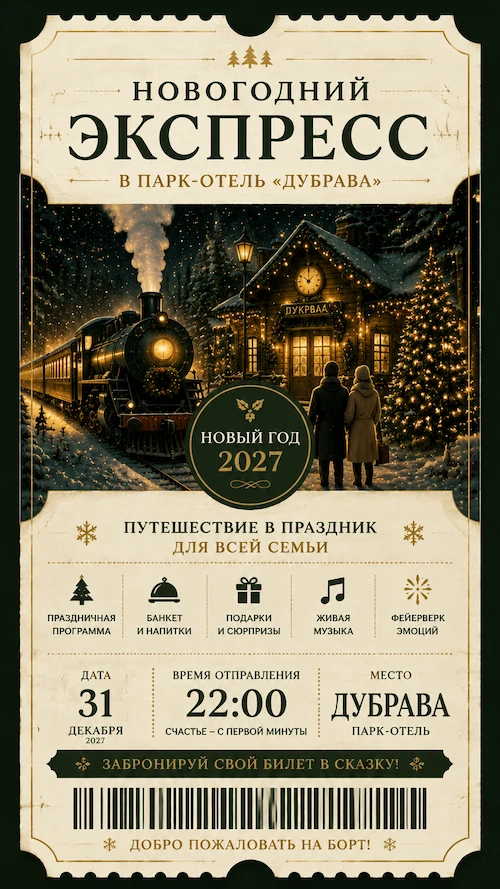 НОВОГОДНИЙ
ЭКСПРЕСС
В ПАРК-ОТЕЛЬ «ДУБРАВА»
ДУКРВАА
НОВЫЙ ГОД
2027
ПУТЕШЕСТВИЕ В ПРАЗДНИК
ДЛЯ ВСЕЙ СЕМЬИ
ПРАЗДНИЧНАЯ
ПРОГРАММА
БАНКЕТ
И НАПИТКИ
ПОДАРКИ
И СЮРПРИЗЫ
ЖИВАЯ
МУЗЫКА
ФЕЙЕРВЕРК
ЭМОЦИЙ
ДАТА
31
ДЕКАБРЯ
2027
ВРЕМЯ ОТПРАВЛЕНИЯ
22:00
СЧАСТЬЕ – С ПЕРВОЙ МИНУТЫ
МЕСТО
ДУБРАВА
ПАРК-ОТЕЛЬ
ЗАБРОНИРУЙ СВОЙ БИЛЕТ В СКАЗКУ!
ДОБРО ПОЖАЛОВАТЬ НА БОРТ!